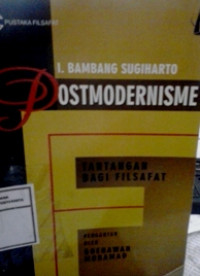 PUSTAKA FILSAFAT
I. BAMBANG SUGIHARTO
POSTMODERNISME
TANTANGAN
BAGI FILSAFAT
PENGANTAR
OLEH
GOENAWAN
MOHAMAD